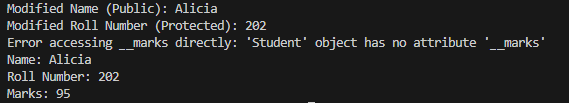 Modified Name (Public): Alicia
Modified Roll Number (Protected): 202
Error accessing __marks directly: 'Student' object has no attribute '__marks'
Name: Alicia
Roll Number: 202
Marks: 95